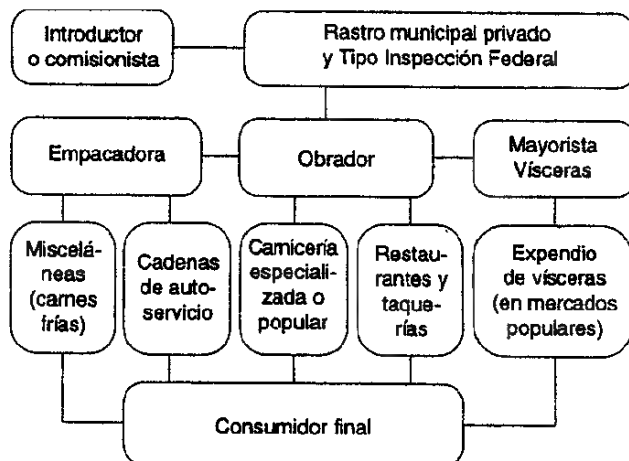 Introductor
o comisionista
Rastro municipal privado
y Tipo Inspección Federal
Empacadora
Obrador
Mayorista
Vísceras
Miscelá-
neas
(carnes
frías)
Cadenas
de auto-
servicio
Carnicería
especiali-
zada o
popular
Restau-
rantes y
taque-
rías
Expendio
de vísceras
(en mercados
populares)
Consumidor final